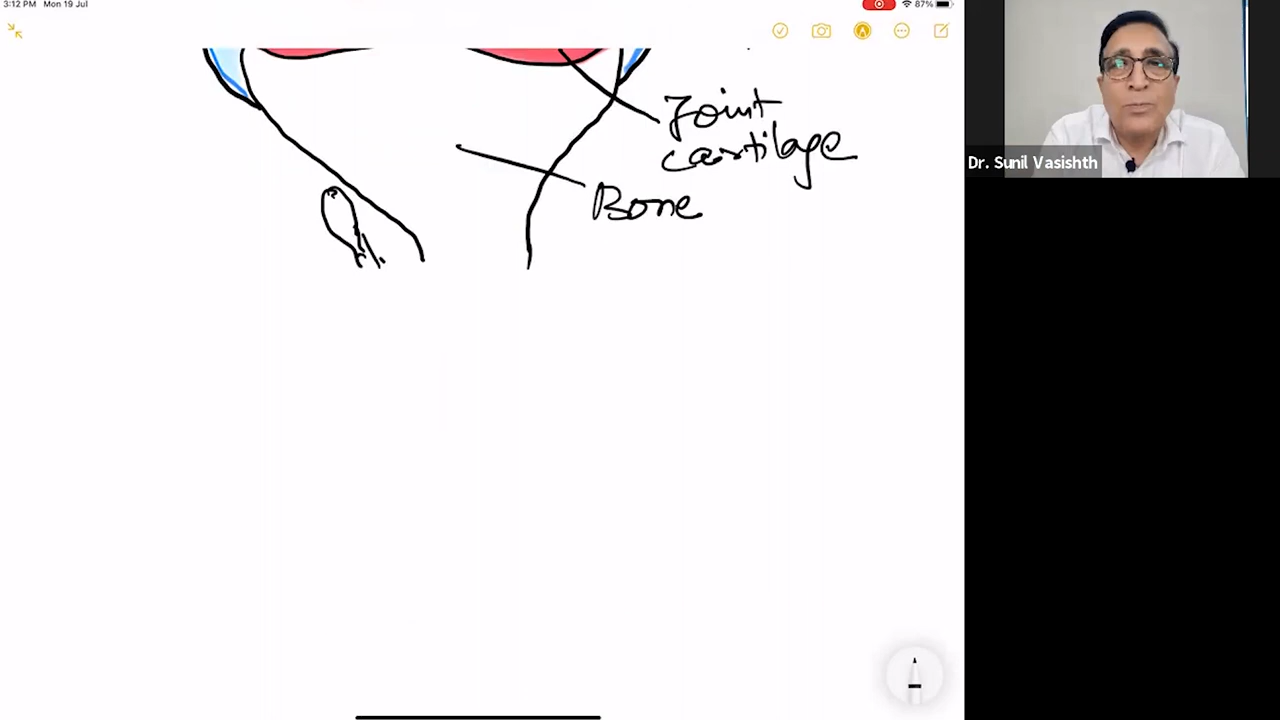 3:12 PM Mon 19 Jul
87%
Joint
cartilage
Bone
Dr. Sunil Vasishth